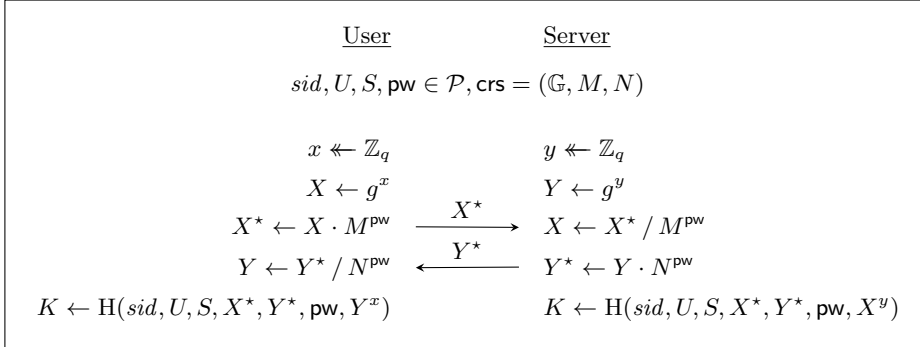 User Server
sid, U, S, pw ∈ P, crs = (𝔾, M, N)
x ↞ ℤ_q y ↞ ℤ_q
X ← g^x Y ← g^y
X⋆ ← X · M^pw X⋆ X ← X⋆ / M^pw
Y ← Y⋆ / N^pw Y⋆ Y⋆ ← Y · N^pw
K ← H(sid, U, S, X⋆, Y⋆, pw, Y^x) K ← H(sid, U, S, X⋆, Y⋆, pw, X^y)